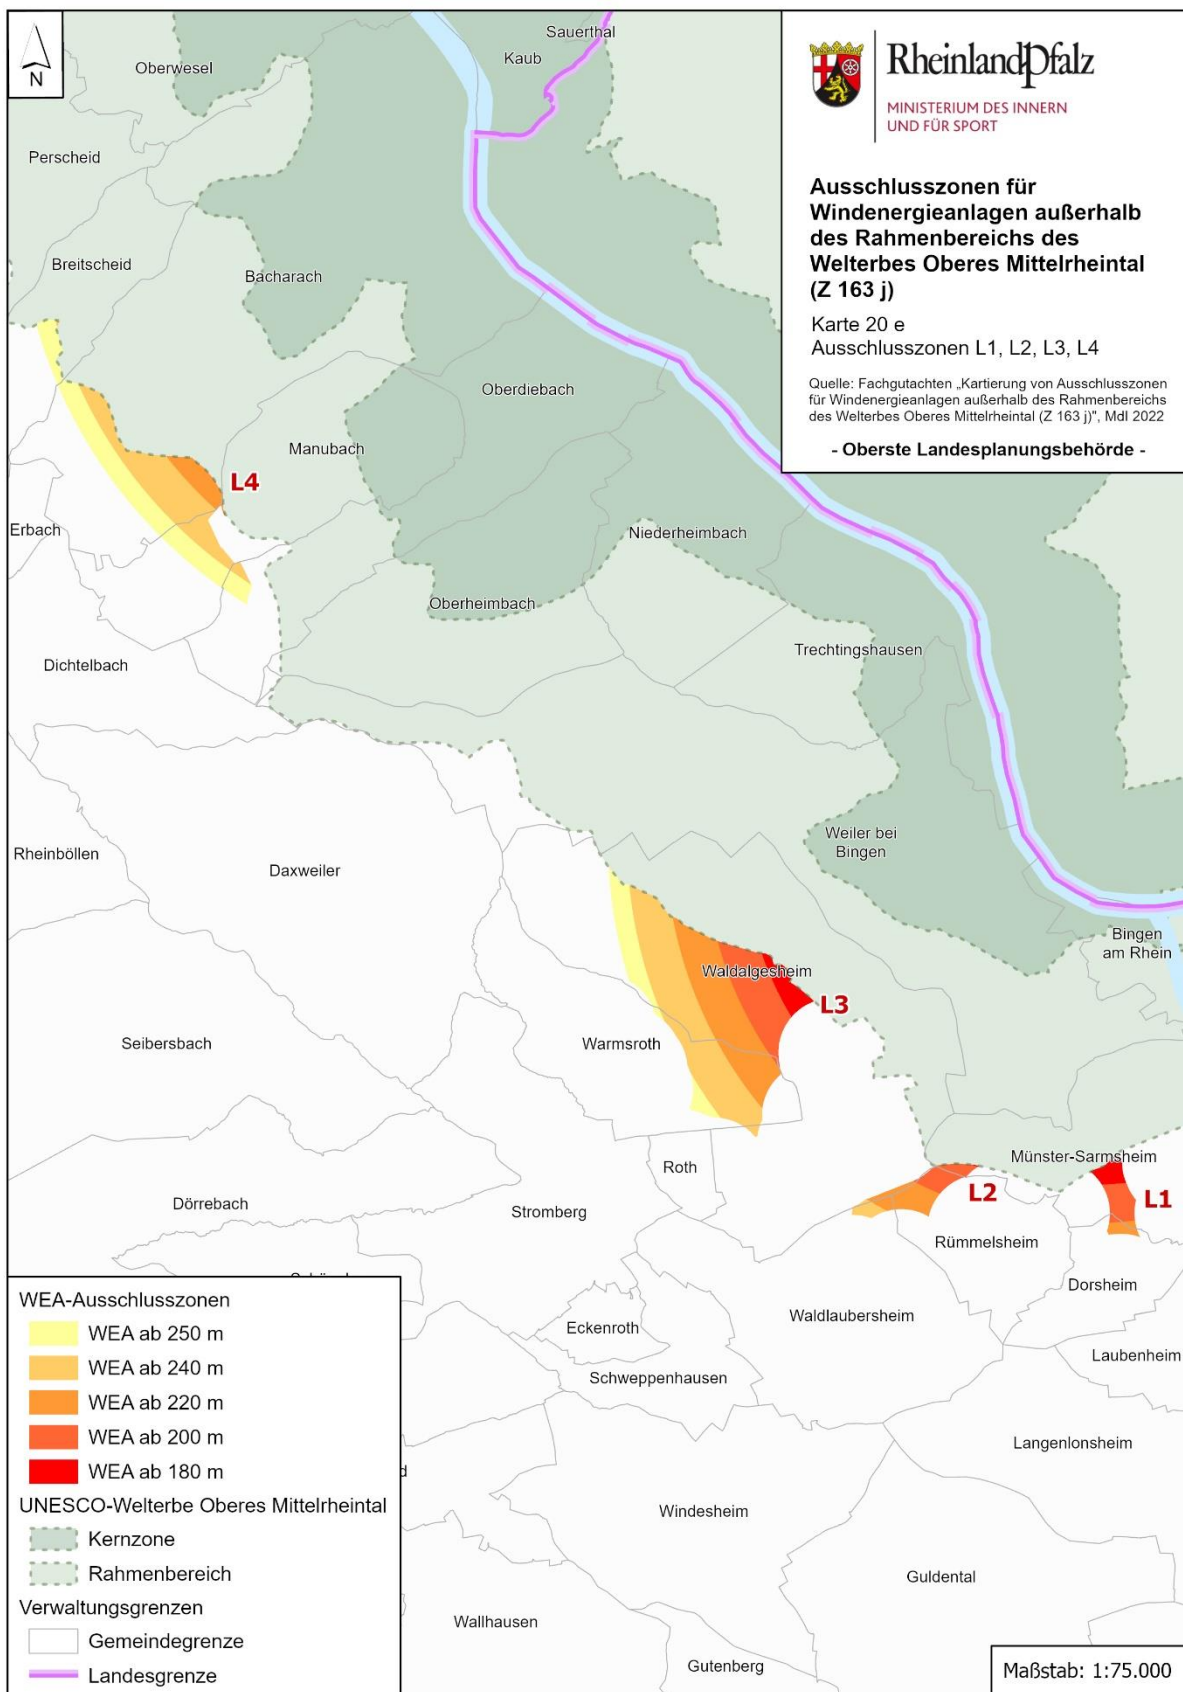 N
Sauerthal
Kaub
Oberwesel
Perscheid
Breitscheid
Bacharach
Oberdiebach
Manubach
L4
Erbach
Niederheimbach
Oberheimbach
Dichtelbach
Trechtingshausen
Rheinböllen
Daxweiler
Weiler bei
Bingen
Bingen
am Rhein
Waldalgesheim
L3
Seibersbach
Warmsroth
Roth
Münster-Sarmsheim
L2
L1
Dörrebach
Stromberg
Rümmelsheim
Dorsheim
Waldlaubersheim
Eckenroth
Laubenheim
Schweppenhausen
Langenlonsheim
Windesheim
Guldental
Wallhausen
Gutenberg
RheinlandPfalz
MINISTERIUM DES INNERN
UND FÜR SPORT
Ausschlusszonen für
Windenergieanlagen außerhalb
des Rahmenbereichs des
Welterbes Oberes Mittelrheintal
(Z 163 j)
Karte 20 e
Ausschlusszonen L1, L2, L3, L4
Quelle: Fachgutachten „Kartierung von Ausschlusszonen
für Windenergieanlagen außerhalb des Rahmenbereichs
des Welterbes Oberes Mittelrheintal (Z 163 j)", MdI 2022
- Oberste Landesplanungsbehörde -
WEA-Ausschlusszonen
WEA ab 250 m
WEA ab 240 m
WEA ab 220 m
WEA ab 200 m
WEA ab 180 m
UNESCO-Welterbe Oberes Mittelrheintal
Kernzone
Rahmenbereich
Verwaltungsgrenzen
Gemeindegrenze
Landesgrenze
Maßstab: 1:75.000